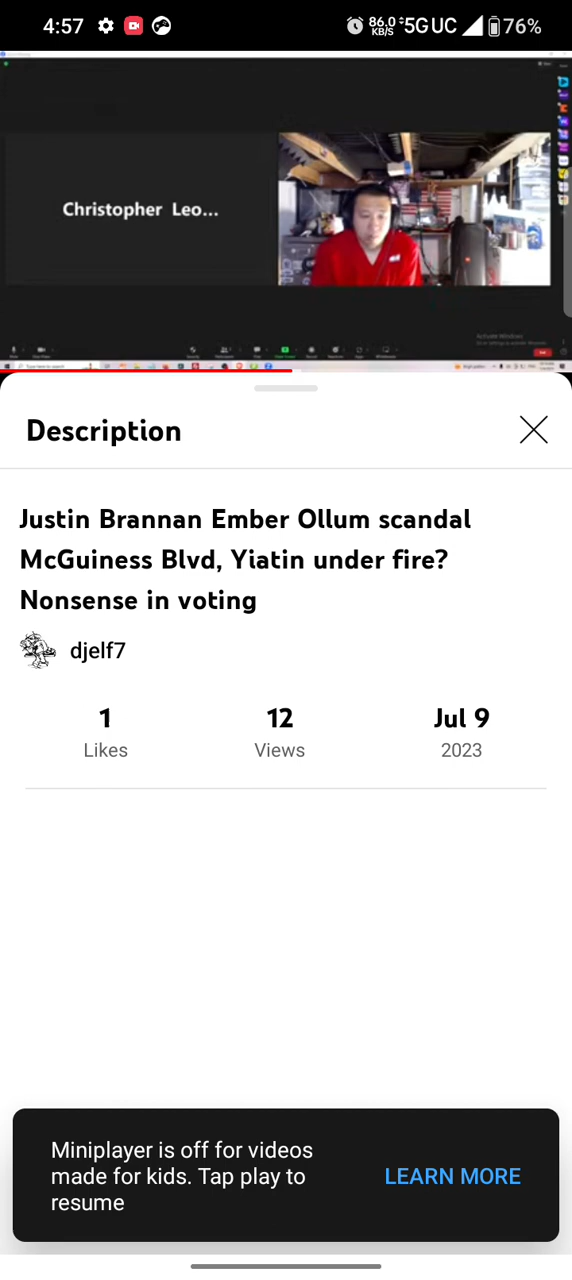 4:57 86.0 KB/S 5G UC 76%
Christopher Leo...
Activate Windows
Description
Justin Brannan Ember Ollum scandal
McGuiness Blvd, Yiatin under fire?
Nonsense in voting
djelf7
1 12 Jul 9
Likes Views 2023
Miniplayer is off for videos
made for kids. Tap play to
resume
LEARN MORE